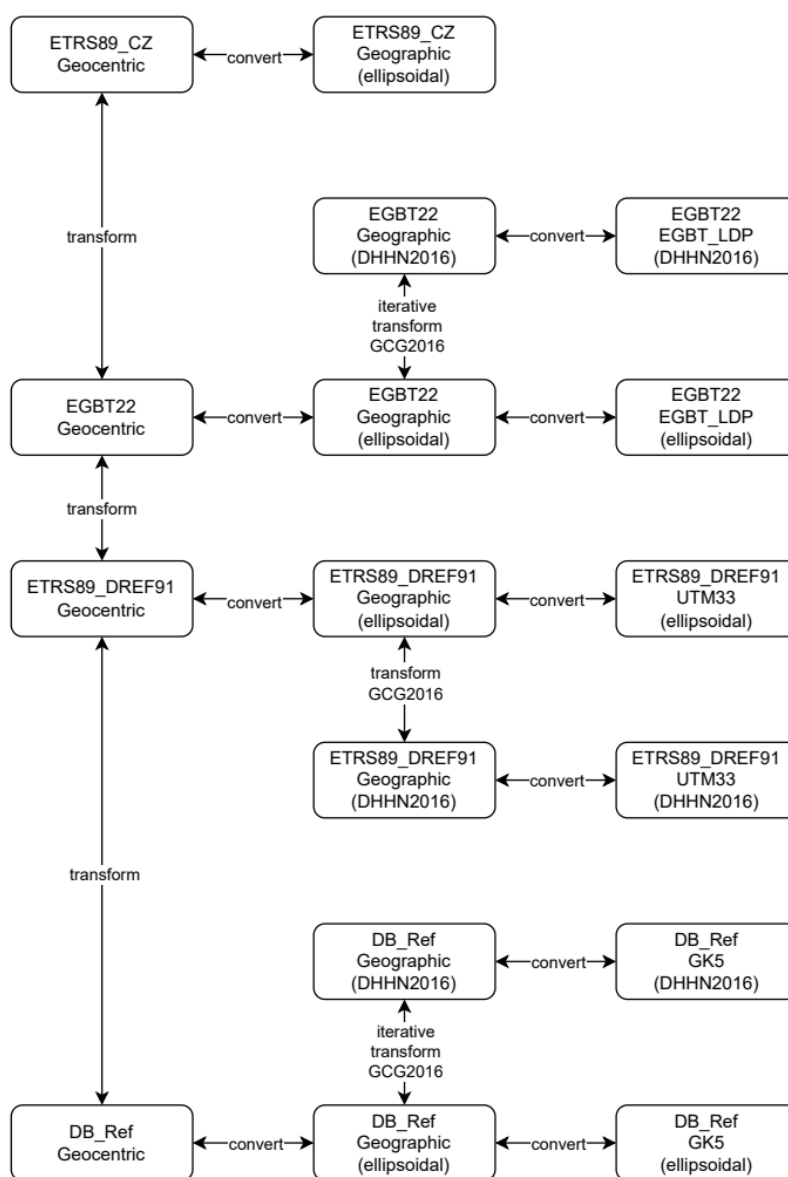 ETRS89_CZ
Geocentric
convert
ETRS89_CZ
Geographic
(ellipsoidal)
transform
EGBT22
Geographic
(DHHN2016)
convert
EGBT22
EGBT_LDP
(DHHN2016)
iterative
transform
GCG2016
EGBT22
Geocentric
convert
EGBT22
Geographic
(ellipsoidal)
convert
EGBT22
EGBT_LDP
(ellipsoidal)
transform
ETRS89_DREF91
Geocentric
convert
ETRS89_DREF91
Geographic
(ellipsoidal)
convert
ETRS89_DREF91
UTM33
(ellipsoidal)
transform
GCG2016
ETRS89_DREF91
Geographic
(DHHN2016)
convert
ETRS89_DREF91
UTM33
(DHHN2016)
transform
DB_Ref
Geographic
(DHHN2016)
convert
DB_Ref
GK5
(DHHN2016)
iterative
transform
GCG2016
DB_Ref
Geocentric
convert
DB_Ref
Geographic
(ellipsoidal)
convert
DB_Ref
GK5
(ellipsoidal)